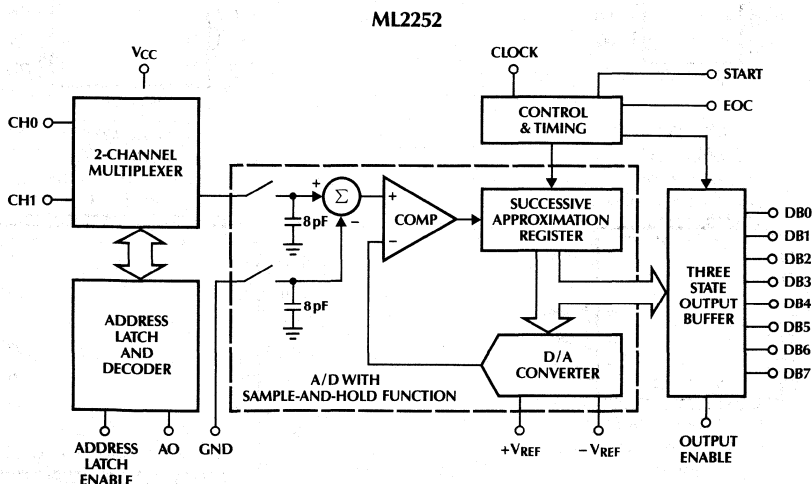 ML2252
VCC
CLOCK
START
EOC
CONTROL
& TIMING
CH0
CH1
2-CHANNEL
MULTIPLEXER
+
Σ
−
8pF
8pF
+
−
COMP
SUCCESSIVE
APPROXIMATION
REGISTER
THREE
STATE
OUTPUT
BUFFER
DB0
DB1
DB2
DB3
DB4
DB5
DB6
DB7
ADDRESS
LATCH
AND
DECODER
D/A
CONVERTER
A/D WITH
SAMPLE-AND-HOLD FUNCTION
ADDRESS
LATCH
ENABLE
AO
GND
+VREF
−VREF
OUTPUT
ENABLE